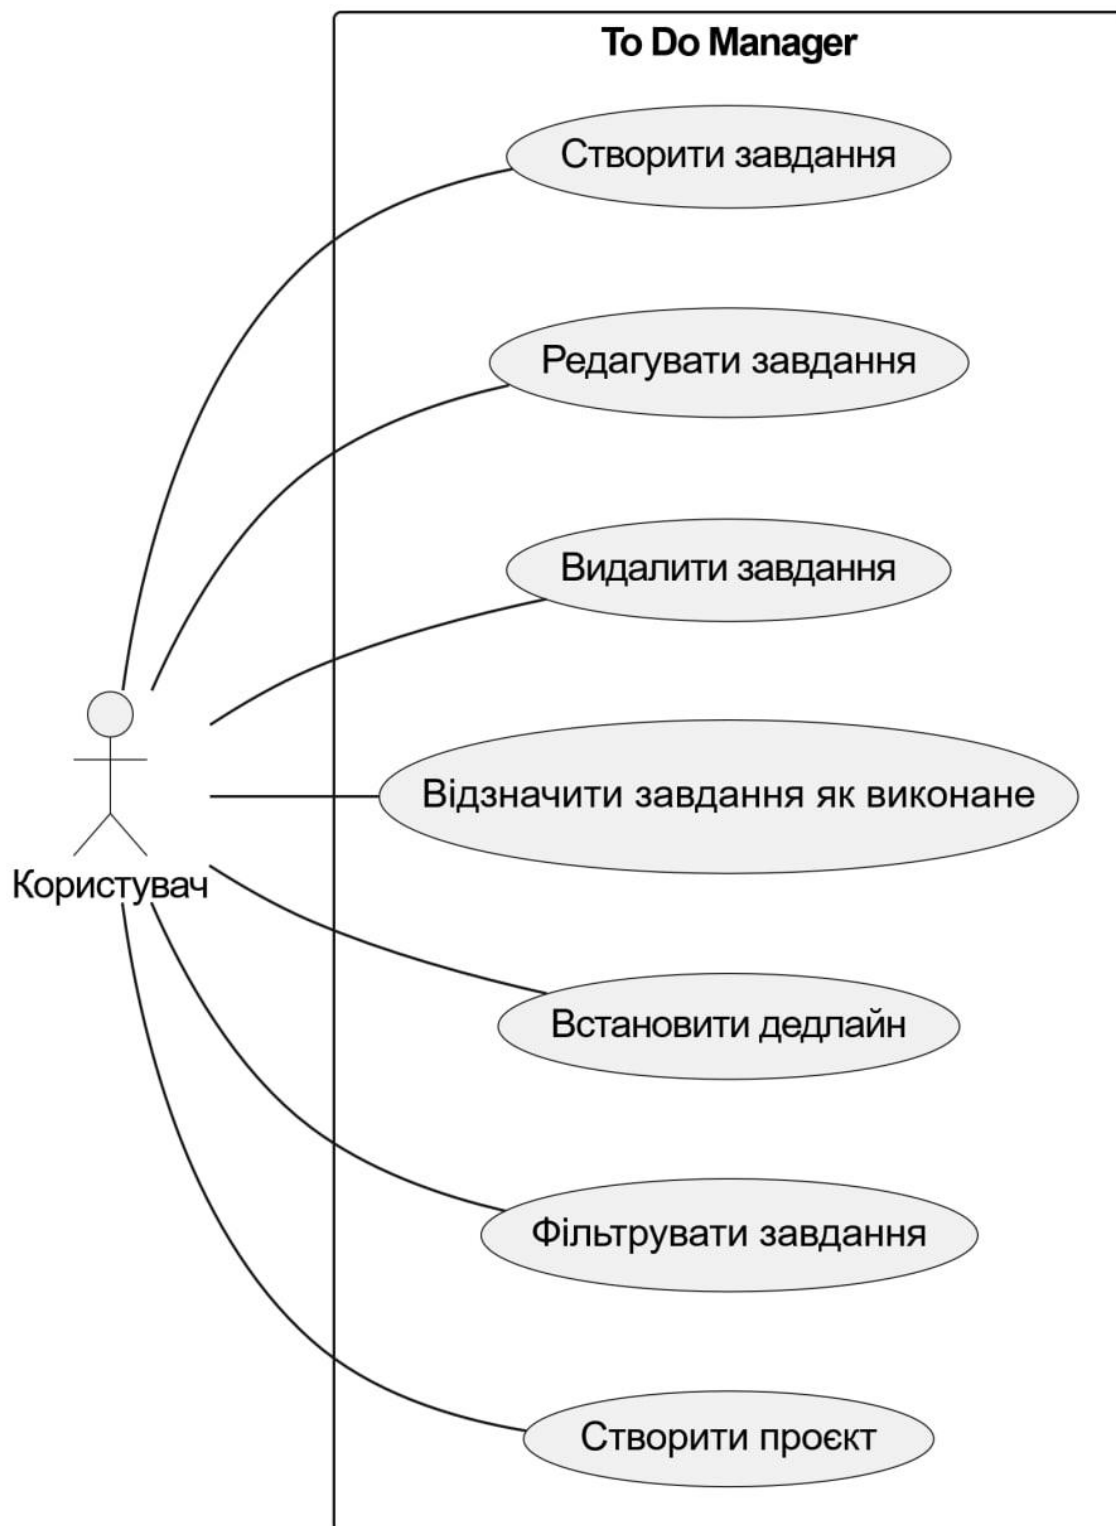 To Do Manager
Створити завдання
Редагувати завдання
Видалити завдання
Відзначити завдання як виконане
Користувач
Встановити дедлайн
Фільтрувати завдання
Створити проєкт